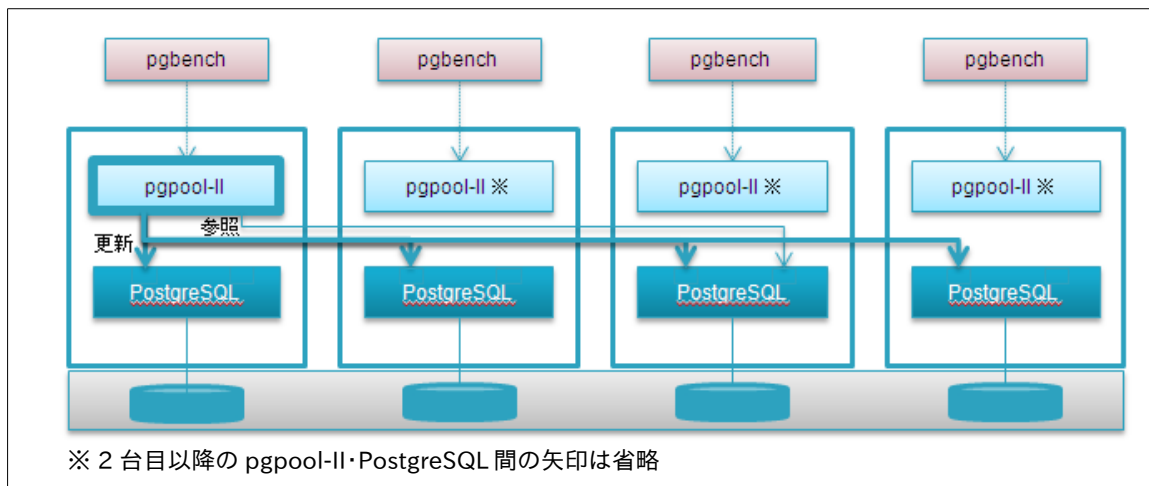 pgbench pgbench pgbench pgbench
pgpool-II pgpool-II ※ pgpool-II ※ pgpool-II ※
参照
更新
PostgreSQL PostgreSQL PostgreSQL PostgreSQL
※ 2 台目以降の pgpool-II・PostgreSQL 間の矢印は省略